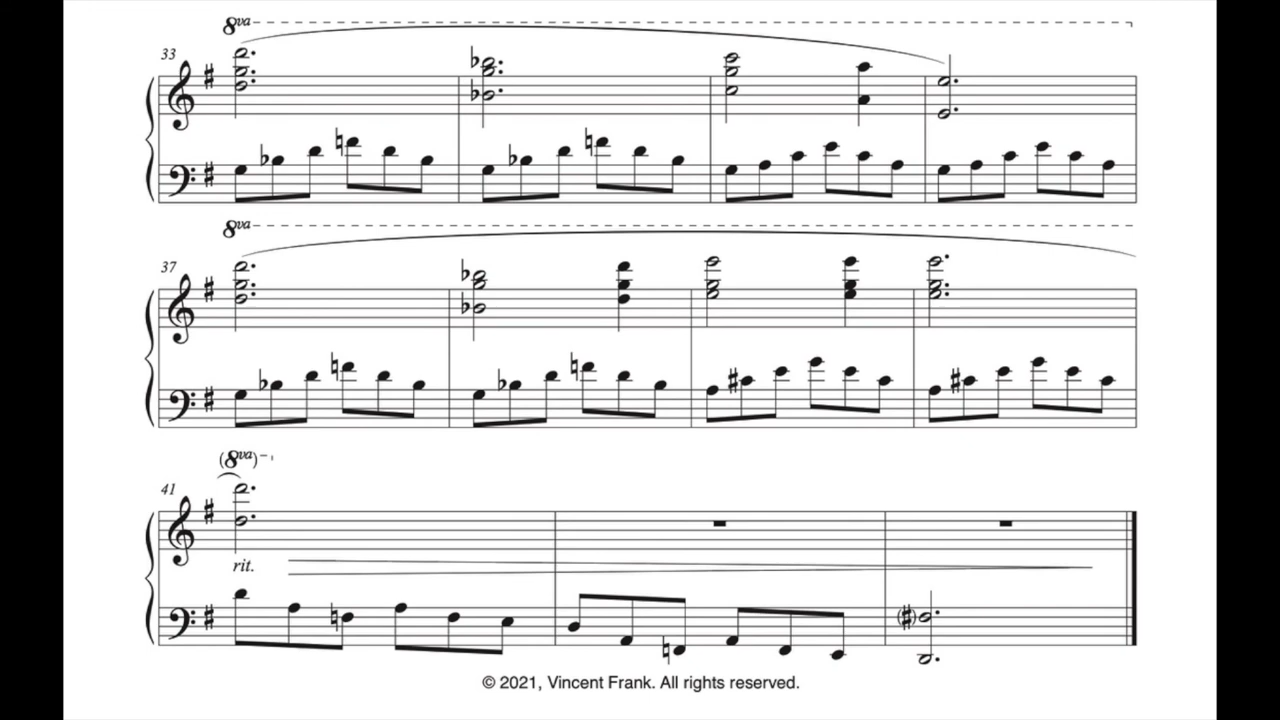 8va
33
8va
37
(8va)
41
rit.
© 2021, Vincent Frank. All rights reserved.